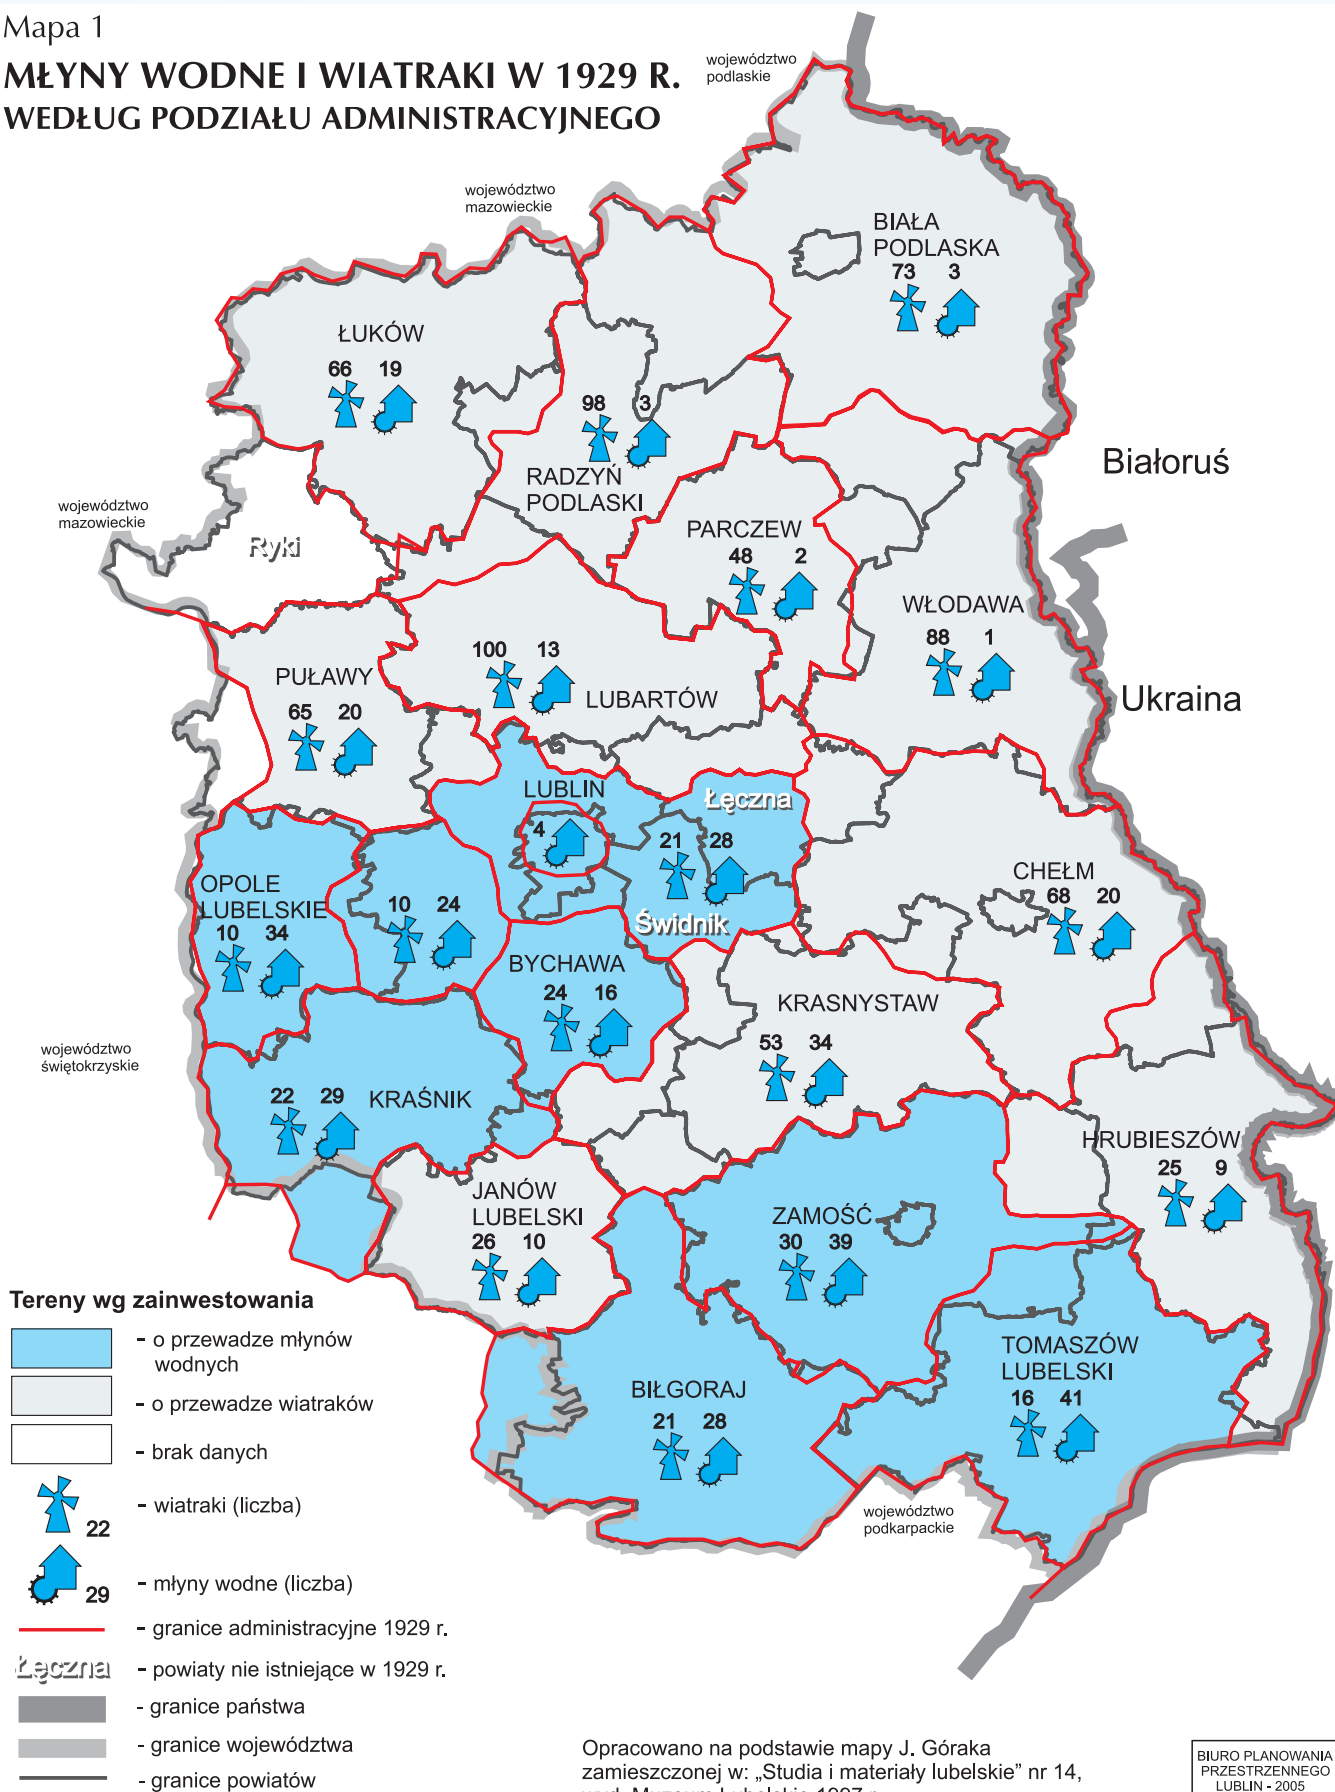 Mapa 1
MŁYNY WODNE I WIATRAKI W 1929 R.
WEDŁUG PODZIAŁU ADMINISTRACYJNEGO
województwo
podlaskie
województwo
mazowieckie
BIAŁA
PODLASKA
73 3
ŁUKÓW
66 19
98 3
RADZYŃ
PODLASKI
Białoruś
województwo
mazowieckie
Ryki
PARCZEW
48 2
WŁODAWA
88 1
PUŁAWY
65 20
100 13
LUBARTÓW
Ukraina
LUBLIN
4
Łęczna
21 28
Świdnik
OPOLE
LUBELSKIE
10 34
10 24
CHEŁM
68 20
BYCHAWA
24 16
KRASNYSTAW
53 34
województwo
świętokrzyskie
22 29
KRAŚNIK
HRUBIESZÓW
25 9
JANÓW
LUBELSKI
26 10
ZAMOŚĆ
30 39
TOMASZÓW
LUBELSKI
16 41
BIŁGORAJ
21 28
województwo
podkarpackie
Tereny wg zainwestowania
- o przewadze młynów
wodnych
- o przewadze wiatraków
- brak danych
- wiatraki (liczba)
22
- młyny wodne (liczba)
29
- granice administracyjne 1929 r.
Łęczna - powiaty nie istniejące w 1929 r.
- granice państwa
- granice województwa
- granice powiatów
Opracowano na podstawie mapy J. Góraka
zamieszczonej w: „Studia i materiały lubelskie” nr 14,
BIURO PLANOWANIA
PRZESTRZENNEGO
LUBLIN - 2005